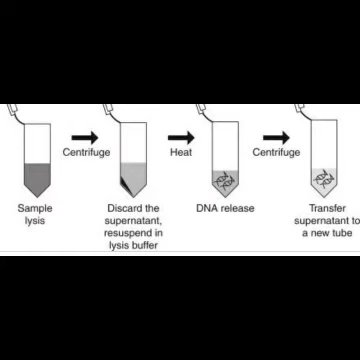 Centrifuge
Heat
Centrifuge
Sample
lysis
Discard the
supernatant,
resuspend in
lysis buffer
DNA release
Transfer
supernatant to
a new tube